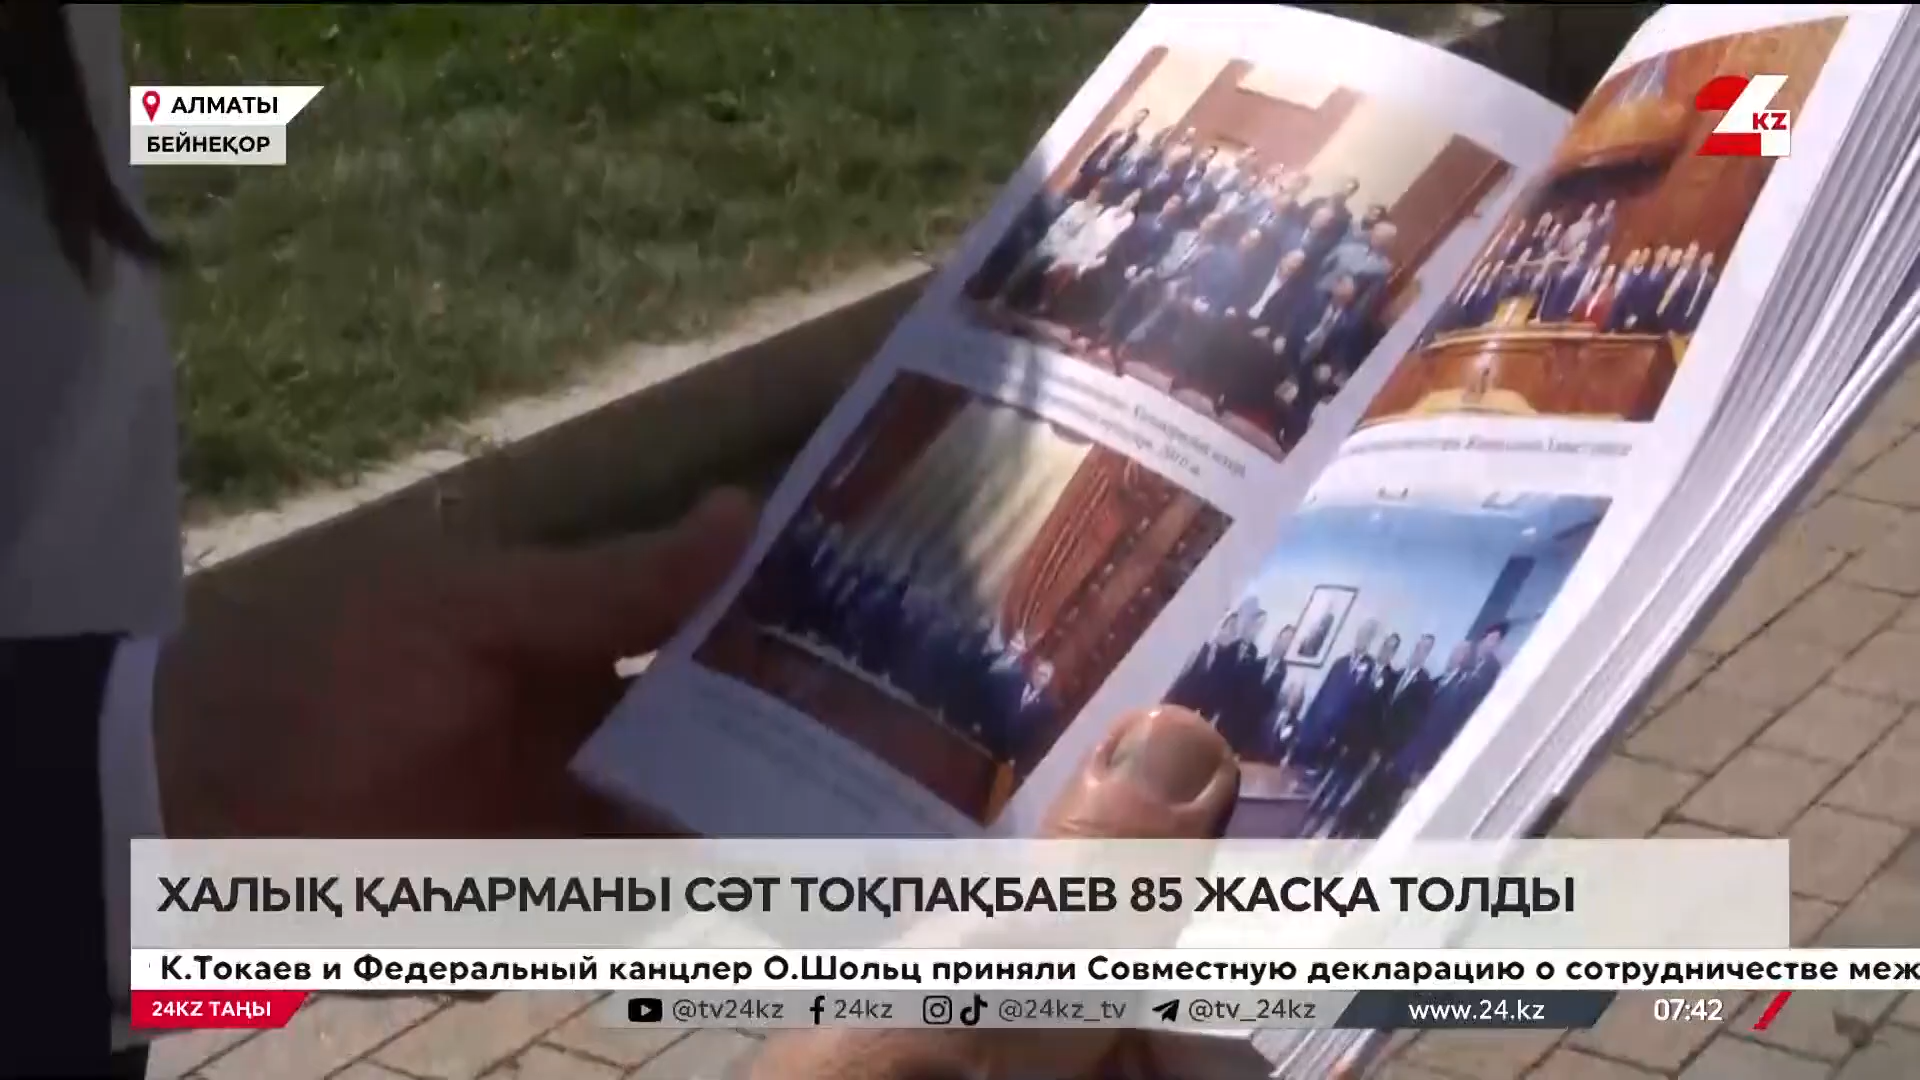 АЛМАТЫ
БЕЙНЕҚОР
24
KZ
ХАЛЫҚ ҚАҺАРМАНЫ СӘТ ТОҚПАҚБАЕВ 85 ЖАСҚА ТОЛДЫ
К.Токаев и Федеральный канцлер О.Шольц приняли Совместную декларацию о сотрудничестве меж
24KZ ТАҢЫ
@tv24kz 24kz @24kz_tv @tv_24kz www.24.kz 07:42